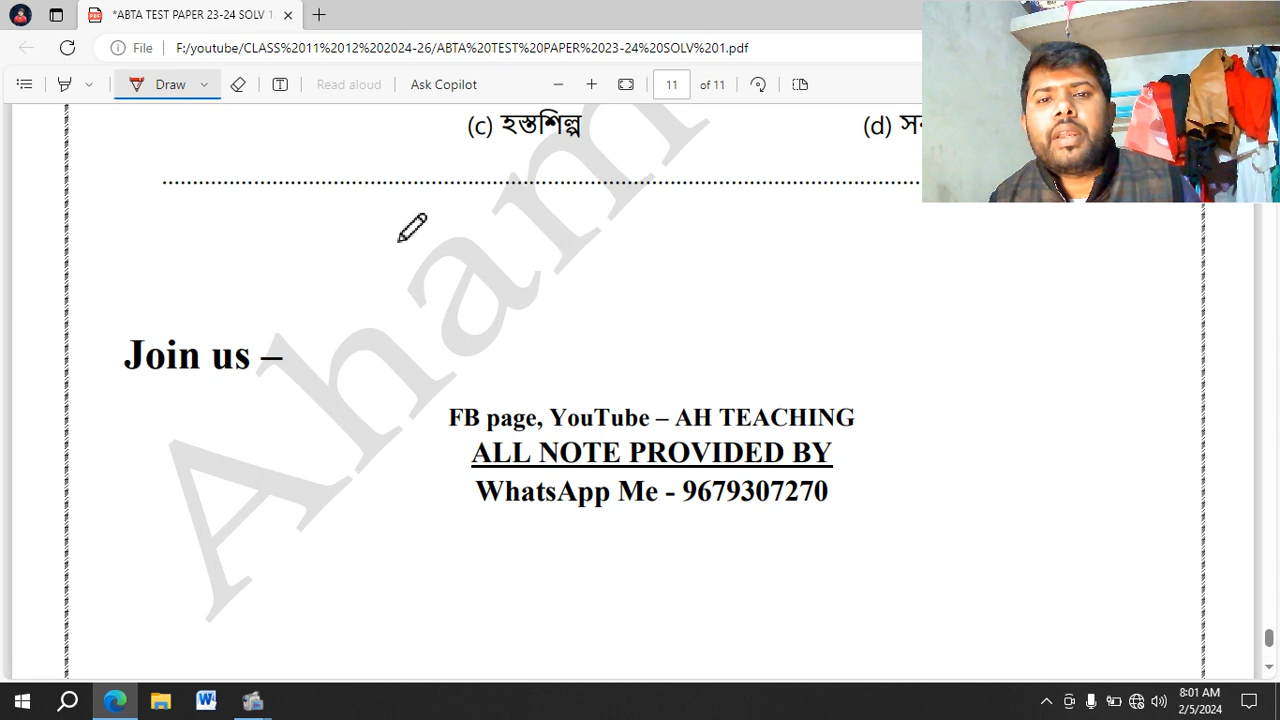 *ABTA TEST PAPER 23-24 SOLV 1.
File
F:/youtube/CLASS%2011%2012%202024-26/ABTA%20TEST%20PAPER%2023-24%20SOLV%201.pdf
Draw
Read aloud
Ask Copilot
11
of 11
(c) হস্তশিল্প
(d)
Aham
Join us –
FB page, YouTube – AH TEACHING
ALL NOTE PROVIDED BY
WhatsApp Me - 9679307270
8:01 AM
2/5/2024